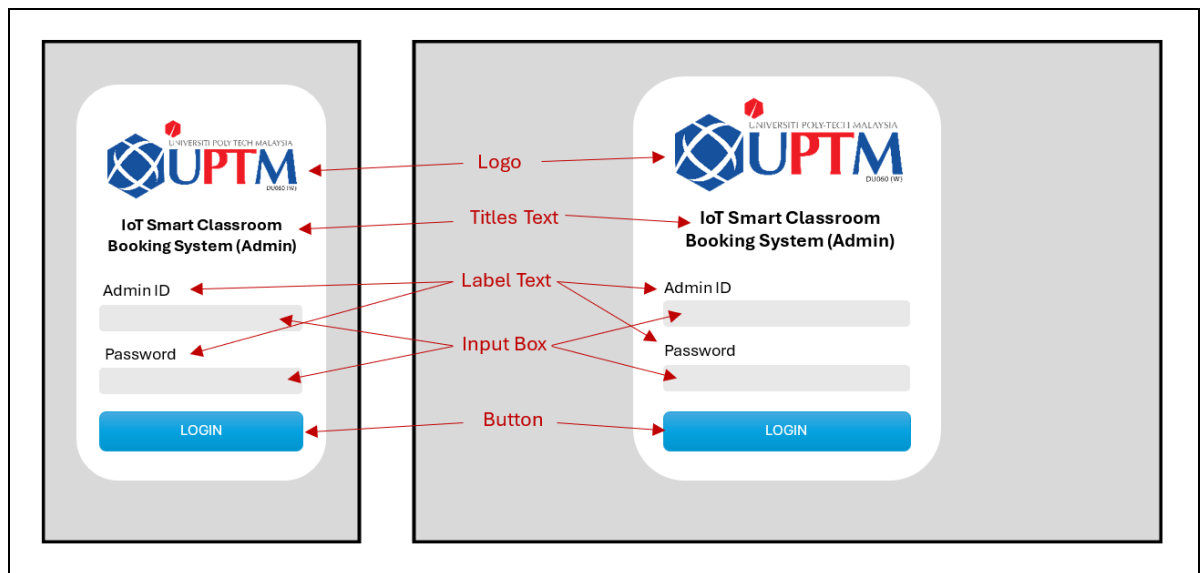 UNIVERSITI POLY-TECH MALAYSIA
UPTM
DU060 (W)
IoT Smart Classroom
Booking System (Admin)
Admin ID
Password
LOGIN
Logo
Titles Text
Label Text
Input Box
Button
UNIVERSITI POLY-TECH MALAYSIA
UPTM
DU060 (W)
IoT Smart Classroom
Booking System (Admin)
Admin ID
Password
LOGIN